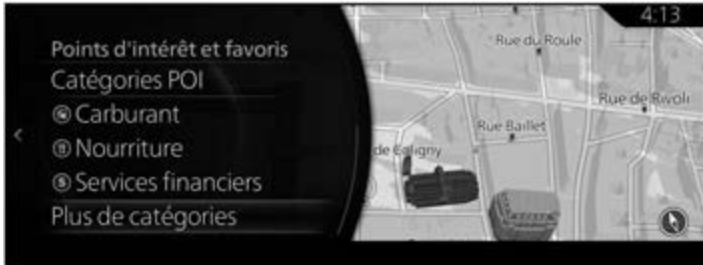 4:13
Points d'intérêt et favoris
Catégories POI
Carburant
Nourriture
Services financiers
Plus de catégories
Rue du Roule
Rue de Rivoli
Rue Baillet
de Coligny